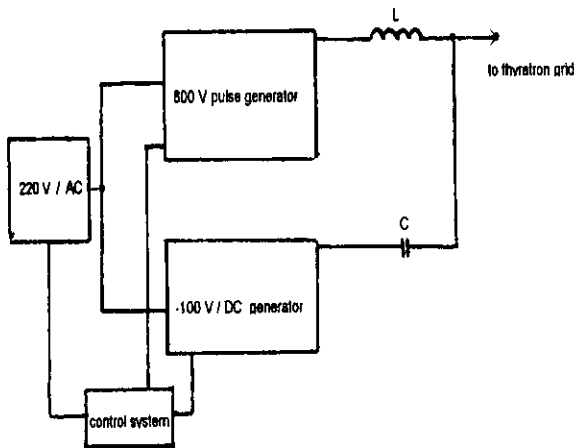 L
to thyratron grid
800 V pulse generator
220 V / AC
C
-100 V / DC generator
control system